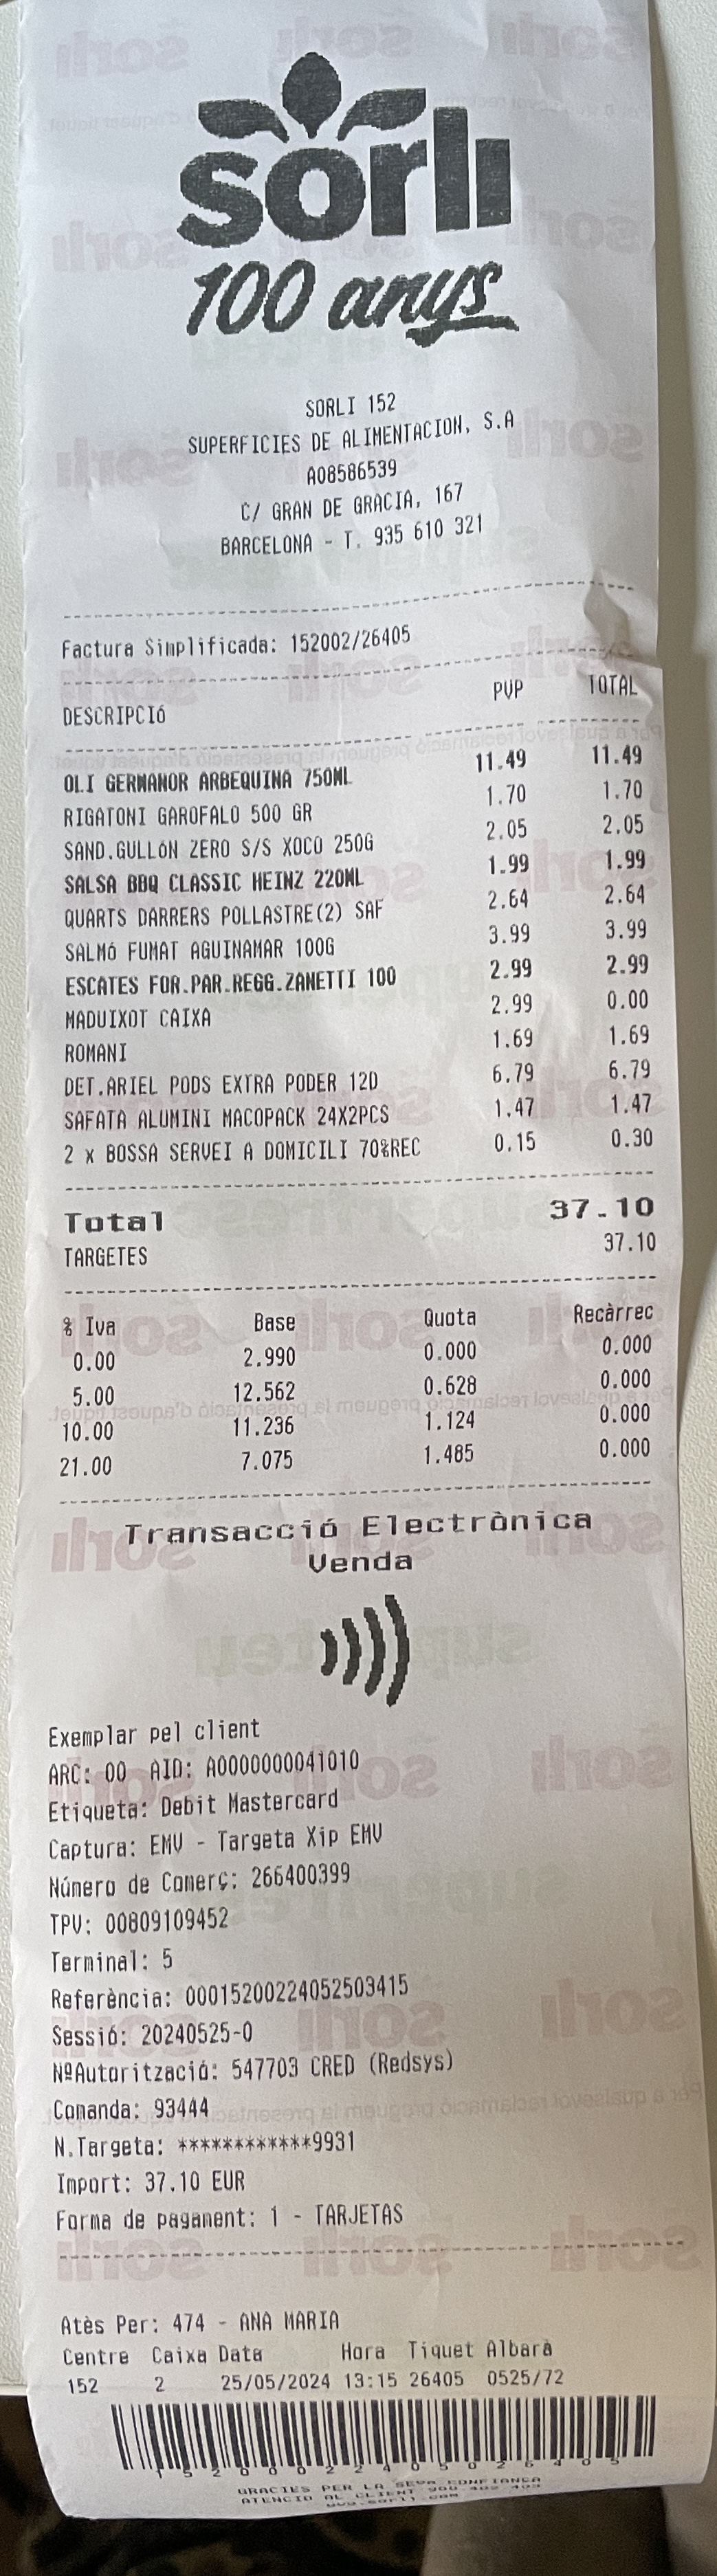 sorli
100 anys
SORLI 152
SUPERFICIES DE ALIMENTACION, S.A
A08586539
C/ GRAN DE GRACIA, 167
BARCELONA - T. 935 610 321
Factura Simplificada: 152002/26405
DESCRIPCIó PVP TOTAL
OLI GERMANOR ARBEQUINA 750ML 11.49 11.49
RIGATONI GAROFALO 500 GR 1.70 1.70
SAND.GULLóN ZERO S/S XOCO 250G 2.05 2.05
SALSA BBQ CLASSIC HEINZ 220ML 1.99 1.99
QUARTS DARRERS POLLASTRE(2) SAF 2.64 2.64
SALMó FUMAT AGUINAMAR 100G 3.99 3.99
ESCATES FOR.PAR.REGG.ZANETTI 100 2.99 2.99
MADUIXOT CAIXA 2.99 0.00
ROMANI 1.69 1.69
DET.ARIEL PODS EXTRA PODER 12D 6.79 6.79
SAFATA ALUMINI MACOPACK 24X2PCS 1.47 1.47
2 x BOSSA SERVEI A DOMICILI 70%REC 0.15 0.30
Total 37.10
TARGETES 37.10
% Iva Base Quota Recàrrec
0.00 2.990 0.000 0.000
5.00 12.562 0.628 0.000
10.00 11.236 1.124 0.000
21.00 7.075 1.485 0.000
Transacció Electrònica
Venda
Exemplar pel client
ARC: 00 AID: A0000000041010
Etiqueta: Debit Mastercard
Captura: EMV - Targeta Xip EMV
Número de Comerç: 266400399
TPV: 00809109452
Terminal: 5
Referència: 00015200224052503415
Sessió: 20240525-0
NºAutorització: 547703 CRED (Redsys)
Comanda: 93444
N.Targeta: ************9931
Import: 37.10 EUR
Forma de pagament: 1 - TARJETAS
Atès Per: 474 - ANA MARIA
Centre Caixa Data Hora Tiquet Albarà
152 2 25/05/2024 13:15 26405 0525/72
GRACIES PER LA SEVA CONFIANCA
ATENCIO AL CLIENT
www.sorli.com